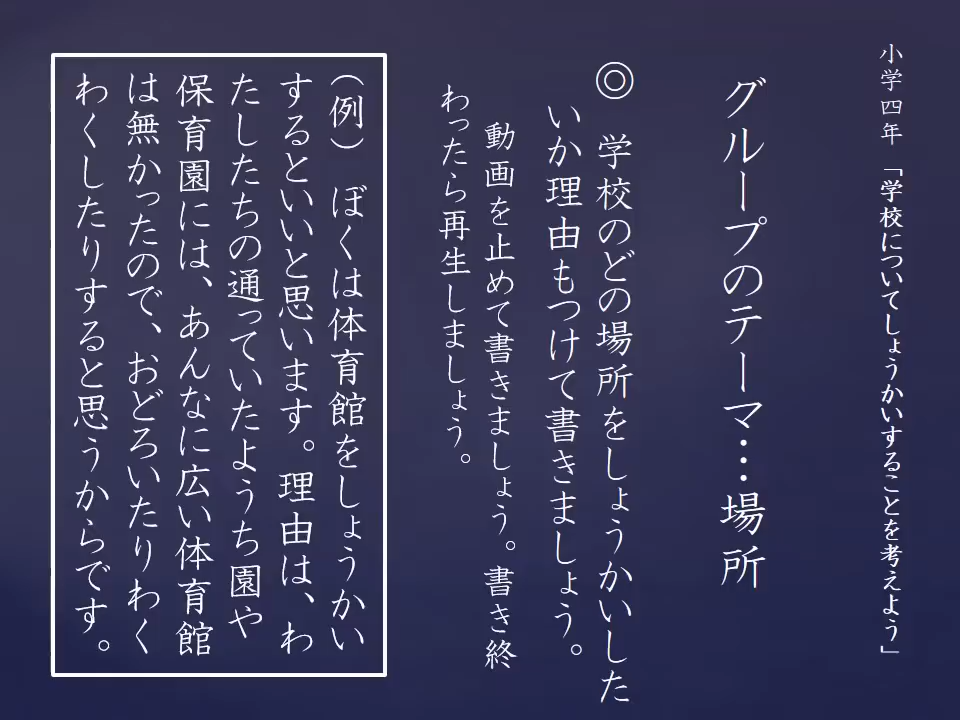 小学四年 「学校についてしょうかいすることを考えよう」
グループのテーマ…場所
◎ 学校のどの場所をしょうかいした
いか理由もつけて書きましょう。
動画を止めて書きましょう。書き終
わったら再生しましょう。
（例） ぼくは体育館をしょうかい
するといいと思います。理由は、わ
たしたちの通っていたようち園や
保育園には、あんなに広い体育館
は無かったので、おどろいたりわく
わくしたりすると思うからです。